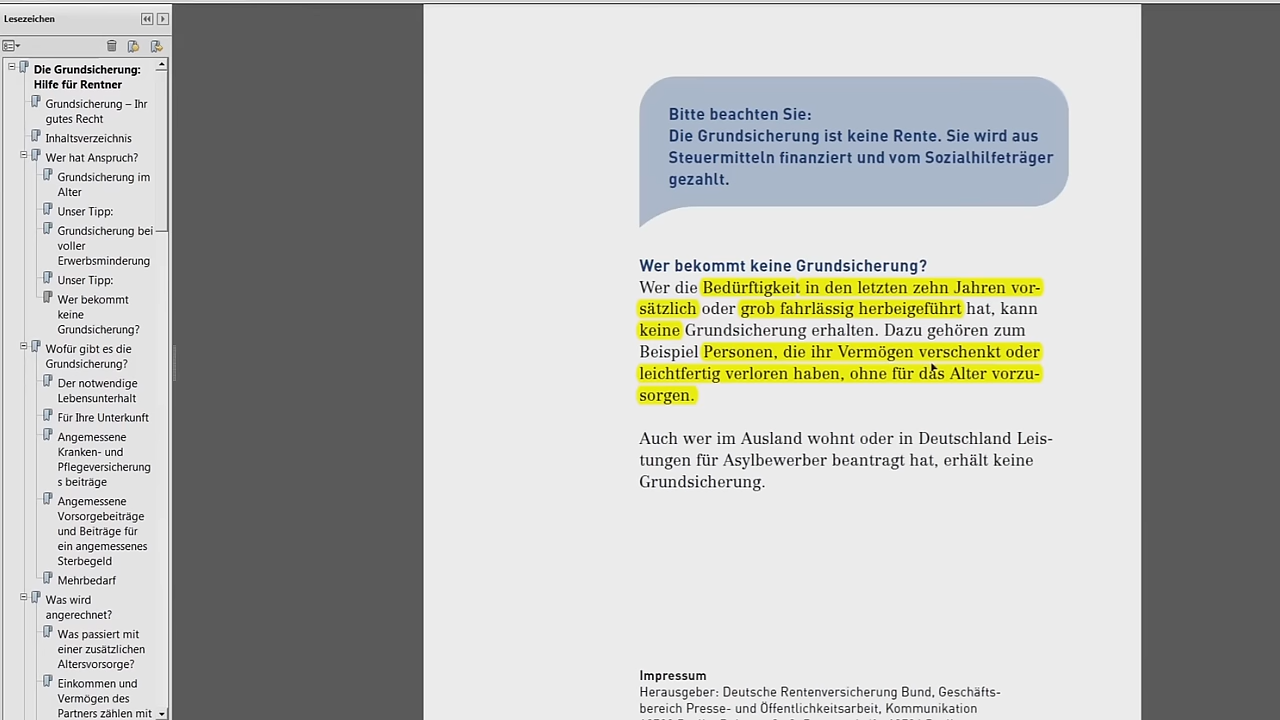 Lesezeichen
Die Grundsicherung:
Hilfe für Rentner
Grundsicherung – Ihr
gutes Recht
Inhaltsverzeichnis
Wer hat Anspruch?
Grundsicherung im
Alter
Unser Tipp:
Grundsicherung bei
voller
Erwerbsminderung
Unser Tipp:
Wer bekommt
keine
Grundsicherung?
Wofür gibt es die
Grundsicherung?
Der notwendige
Lebensunterhalt
Für Ihre Unterkunft
Angemessene
Kranken- und
Pflegeversicherung
s beiträge
Angemessene
Vorsorgebeiträge
und Beiträge für
ein angemessenes
Sterbegeld
Mehrbedarf
Was wird
angerechnet?
Was passiert mit
einer zusätzlichen
Altersvorsorge?
Einkommen und
Vermögen des
Partners zählen mit
Bitte beachten Sie:
Die Grundsicherung ist keine Rente. Sie wird aus
Steuermitteln finanziert und vom Sozialhilfeträger
gezahlt.
Wer bekommt keine Grundsicherung?
Wer die Bedürftigkeit in den letzten zehn Jahren vor-
sätzlich oder grob fahrlässig herbeigeführt hat, kann
keine Grundsicherung erhalten. Dazu gehören zum
Beispiel Personen, die ihr Vermögen verschenkt oder
leichtfertig verloren haben, ohne für das Alter vorzu-
sorgen.
Auch wer im Ausland wohnt oder in Deutschland Leis-
tungen für Asylbewerber beantragt hat, erhält keine
Grundsicherung.
Impressum
Herausgeber: Deutsche Rentenversicherung Bund, Geschäfts-
bereich Presse- und Öffentlichkeitsarbeit, Kommunikation